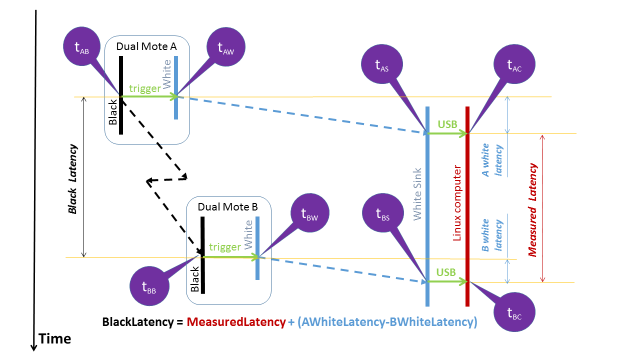 Dual Mote A
tAB
tAW
tAS
tAC
White
trigger
Black
USB
Black Latency
A white
latency
White Sink
Linux computer
Measured Latency
Dual Mote B
tBW
tBS
White
trigger
Black
B white
latency
USB
tBB
tBC
BlackLatency = MeasuredLatency + (AWhiteLatency-BWhiteLatency)
Time